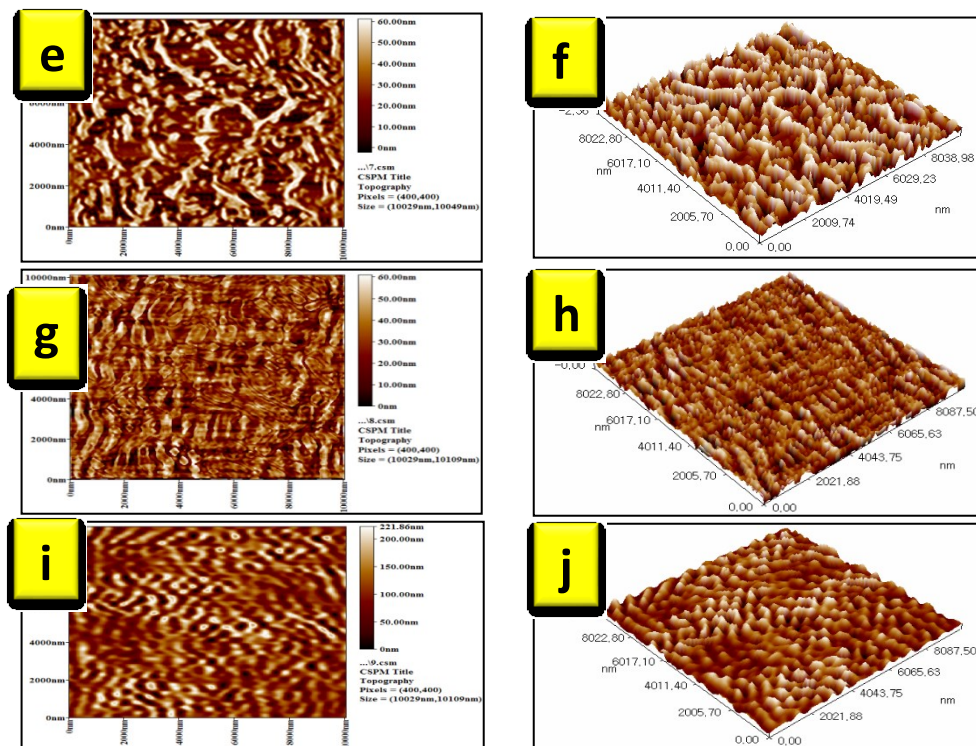 e
60.00nm
50.00nm
40.00nm
30.00nm
20.00nm
10.00nm
0nm
4000nm
2000nm
0nm
0nm
2000nm
4000nm
6000nm
8000nm
...\7.csm
CSPM Title
Topography
Pixels = (400,400)
Size = (10029nm,10049nm)
f
8022,80
6017,10
nm
4011,40
2005,70
0,00
0,00
2009,74
4019,49
6029,23
8038,98
nm
g
10000nm
4000nm
2000nm
0nm
0nm
2000nm
4000nm
6000nm
8000nm
60.00nm
50.00nm
40.00nm
30.00nm
20.00nm
10.00nm
0nm
...\8.csm
CSPM Title
Topography
Pixels = (400,400)
Size = (10029nm,10109nm)
h
-0,00
8022,80
6017,10
nm
4011,40
2005,70
0,00
0,00
2021,88
4043,75
6065,63
8087,50
nm
i
4000nm
2000nm
0nm
0nm
2000nm
4000nm
6000nm
8000nm
221.86nm
200.00nm
150.00nm
100.00nm
50.00nm
0nm
...\9.csm
CSPM Title
Topography
Pixels = (400,400)
Size = (10029nm,10109nm)
j
8022,80
6017,10
nm
4011,40
2005,70
0,00
0,00
2021,88
4043,75
6065,63
8087,50
nm